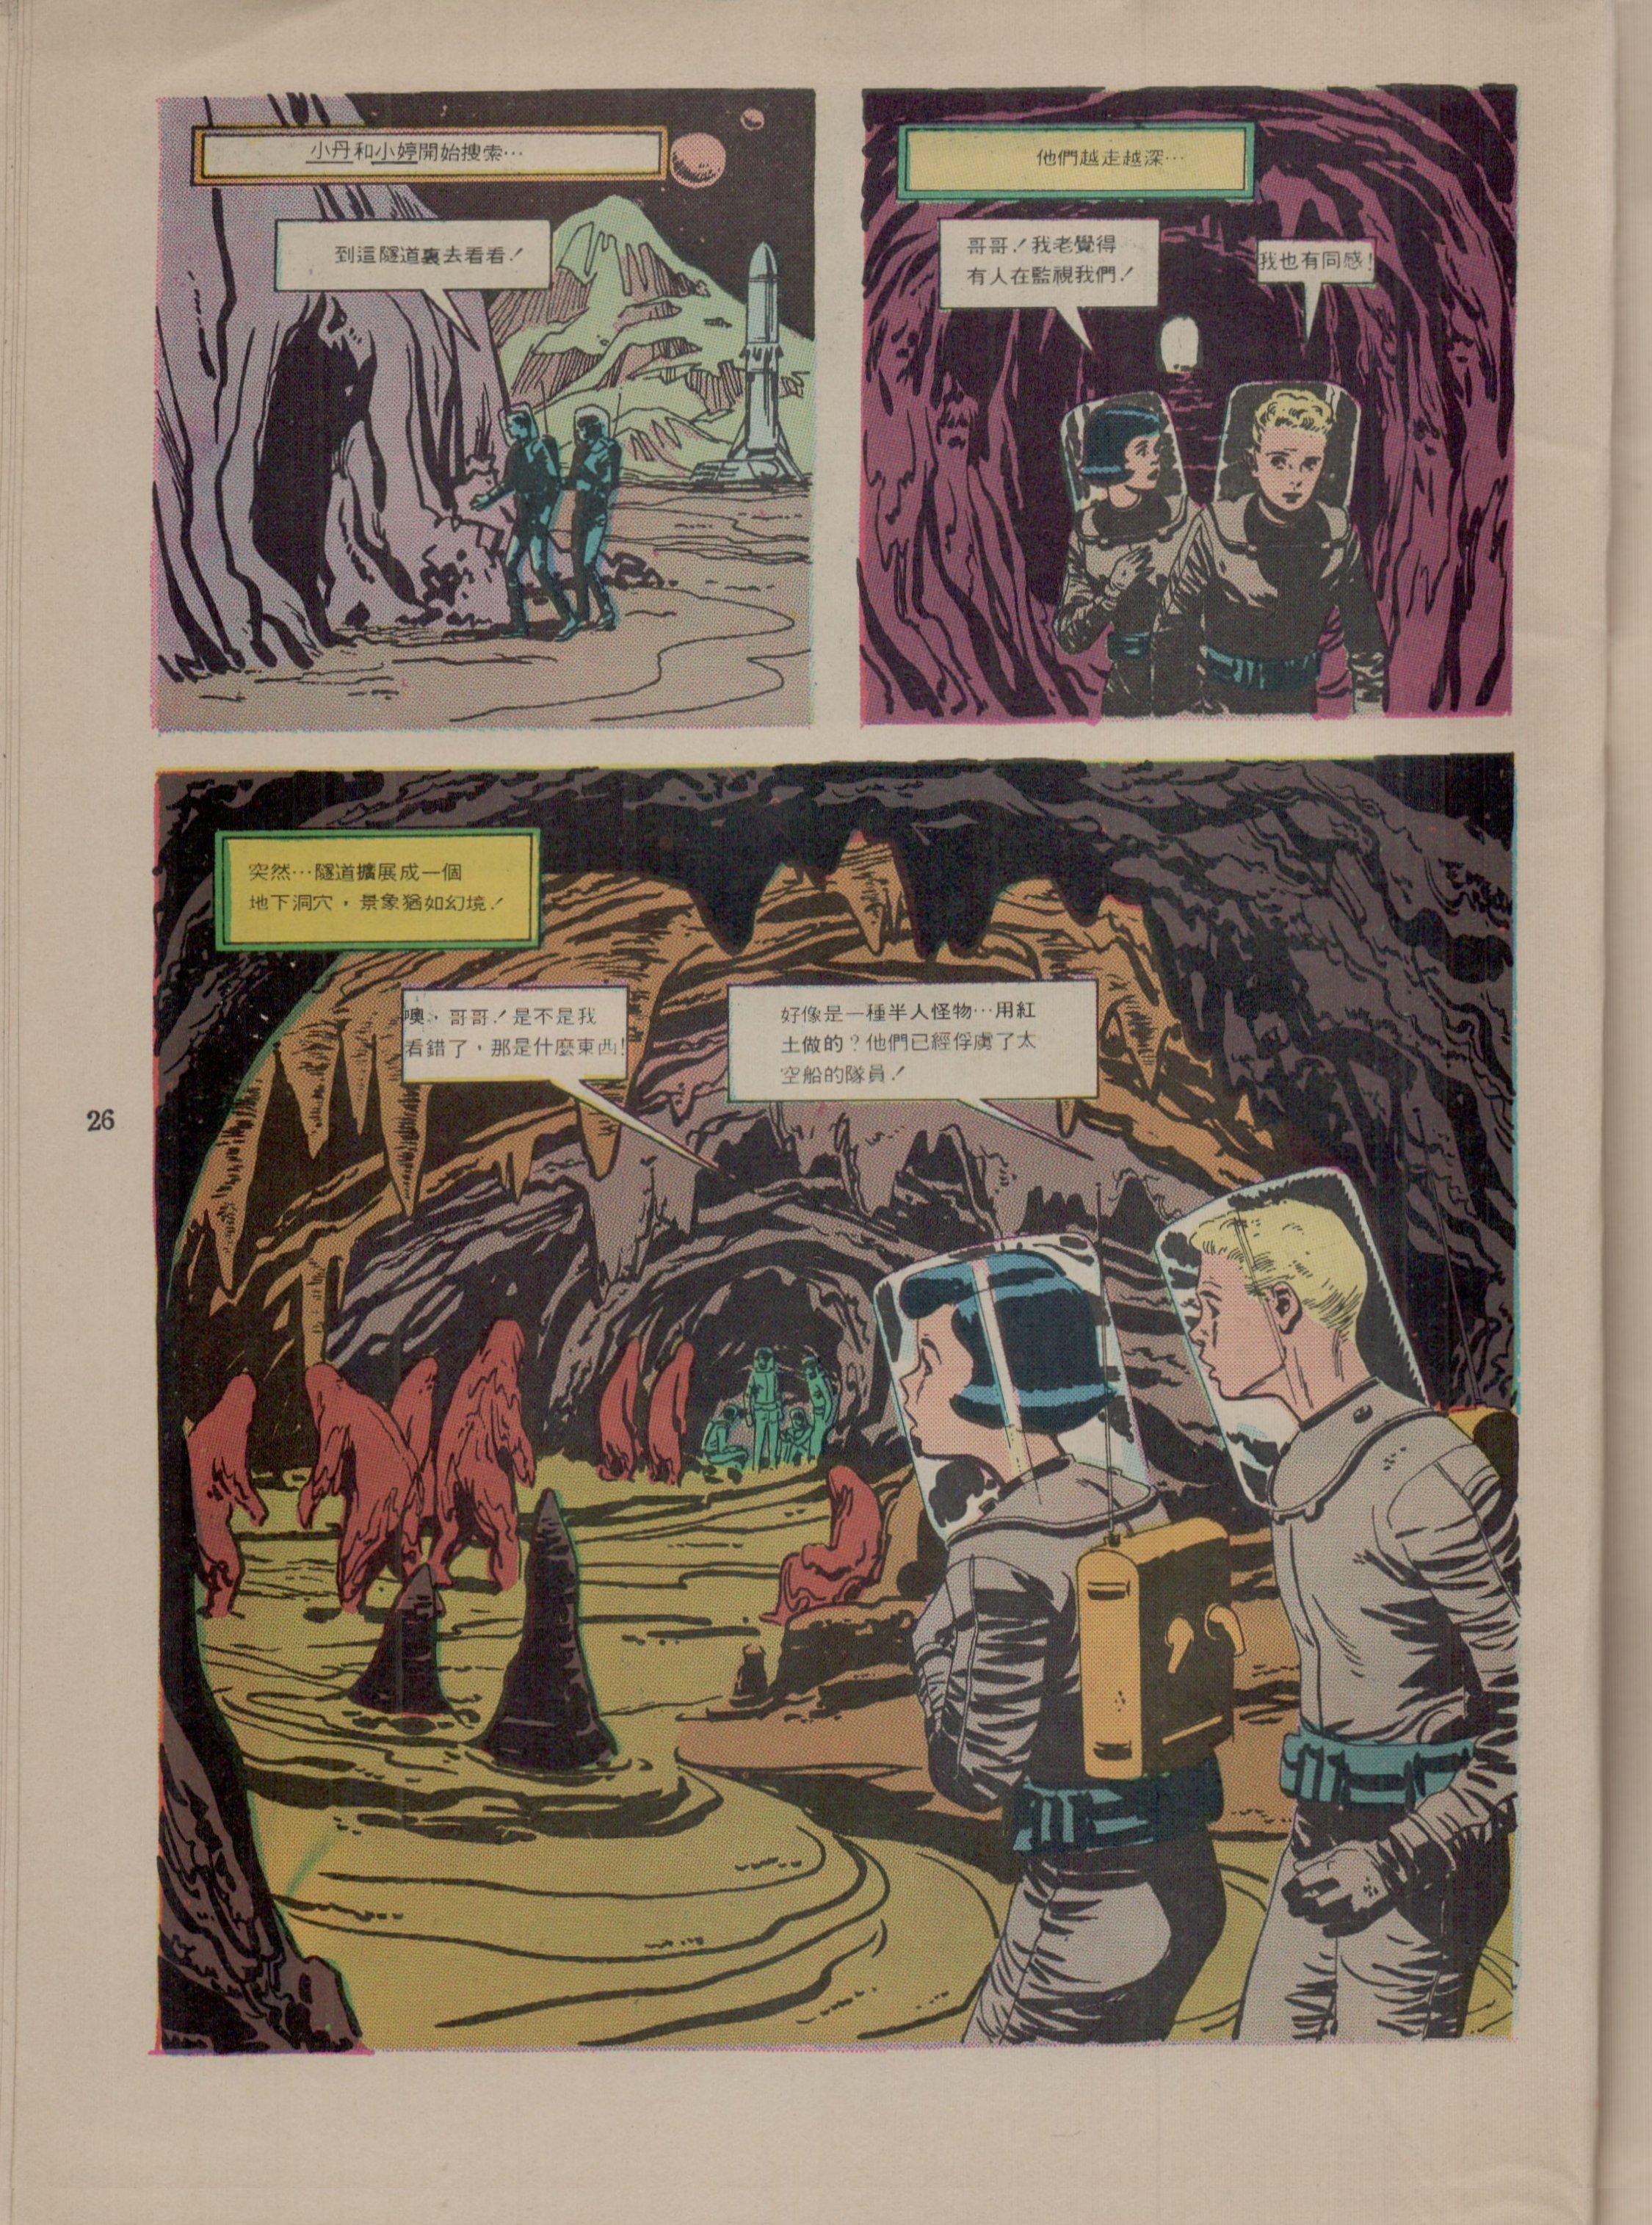 小丹和小婷開始搜索…
到這隧道裏去看看！
他們越走越深…
哥哥！我老覺得
有人在監視我們！
我也有同感！
突然…隧道擴展成一個
地下洞穴，景象猶如幻境！
噢，哥哥！是不是我
看錯了，那是什麼東西！
好像是一種半人怪物…用紅
土做的？他們已經俘虜了太
空船的隊員！
26